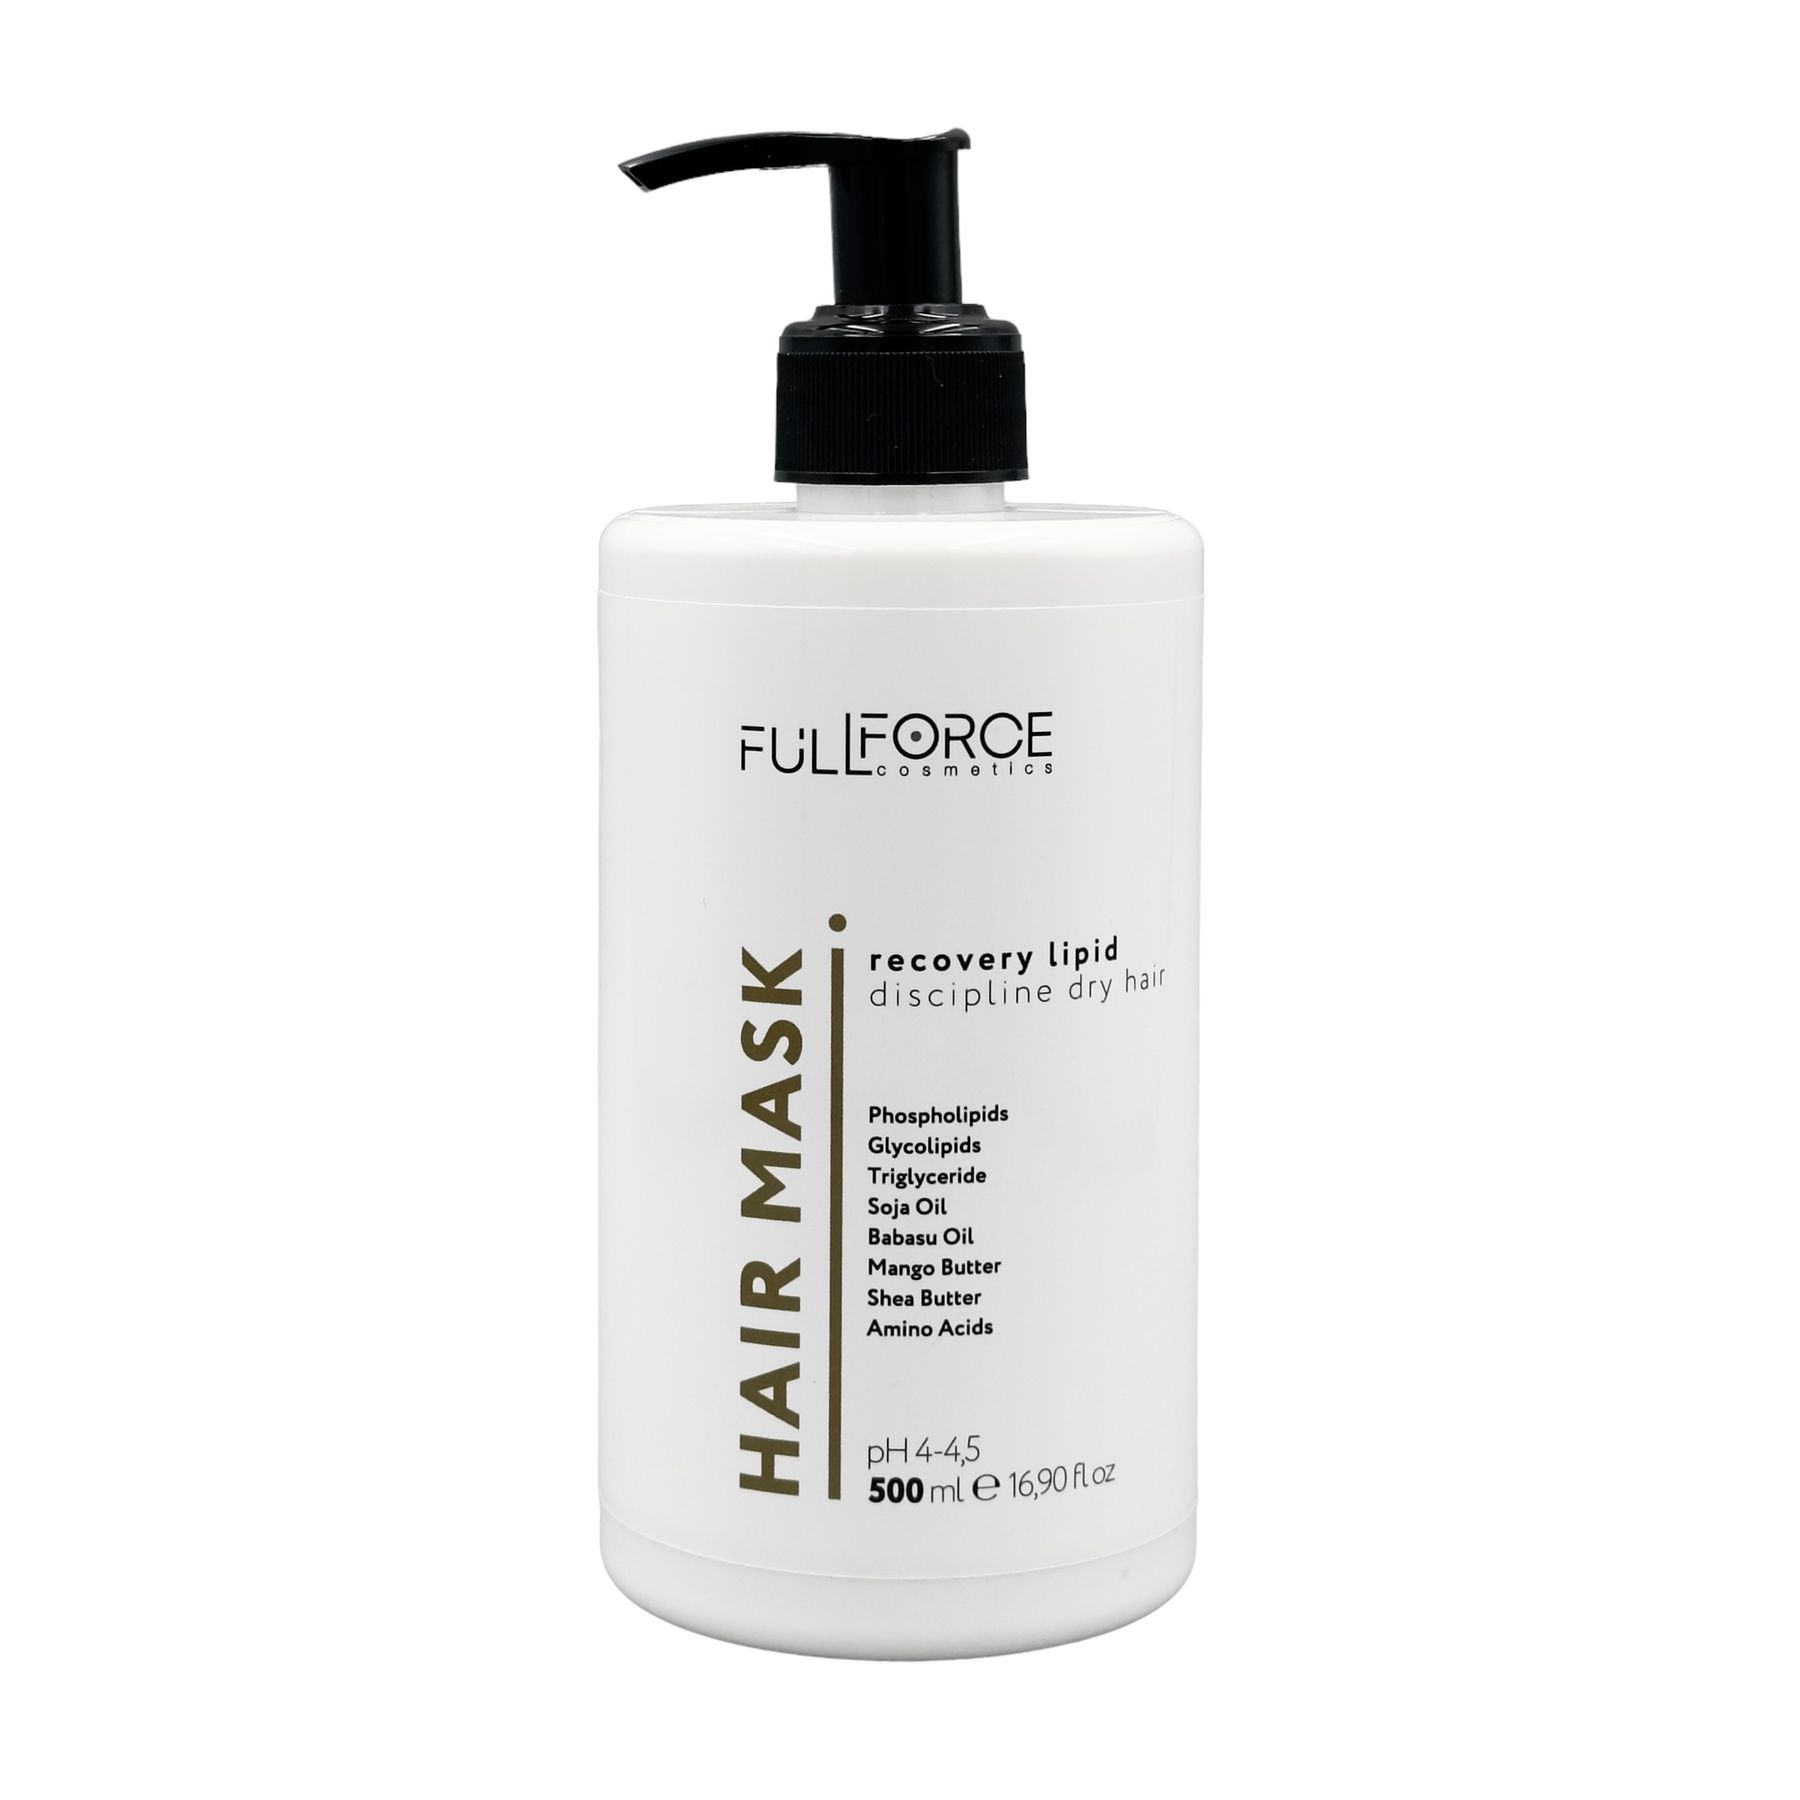 FULLFORCE
cosmetics
HAIR MASK
recovery lipid
discipline dry hair
Phospholipids
Glycolipids
Triglyceride
Soja Oil
Babasu Oil
Mango Butter
Shea Butter
Amino Acids
pH 4-4,5
500 ml ℮ 16,90 fl oz